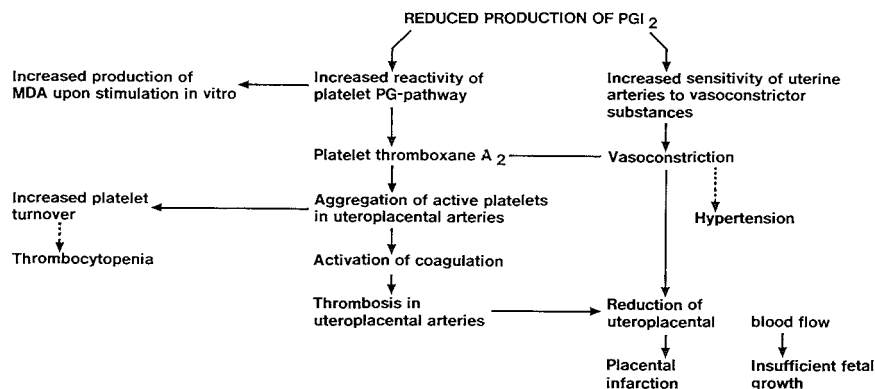 REDUCED PRODUCTION OF PGI 2
Increased production of
MDA upon stimulation in vitro
Increased reactivity of
platelet PG-pathway
Increased sensitivity of uterine
arteries to vasoconstrictor
substances
Platelet thromboxane A 2
Vasoconstriction
Increased platelet
turnover
Aggregation of active platelets
in uteroplacental arteries
Hypertension
Thrombocytopenia
Activation of coagulation
Thrombosis in
uteroplacental arteries
Reduction of
uteroplacental blood flow
Placental
infarction
Insufficient fetal
growth